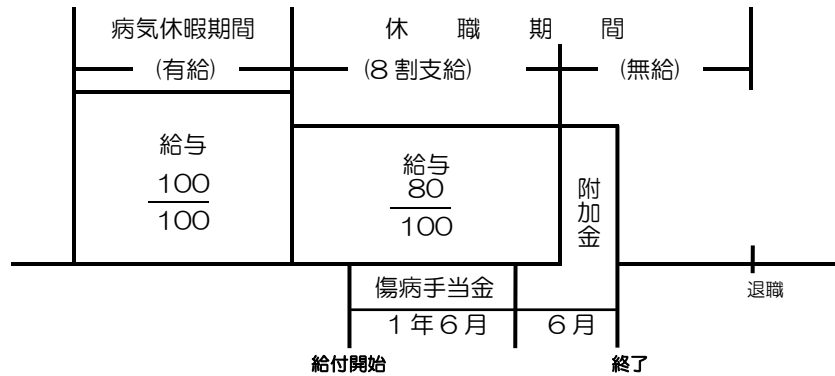 病気休暇期間
休職期間
(有給)
(8割支給)
(無給)
給与
100
100
給与
80
100
附加金
傷病手当金
1年6月
6月
退職
給付開始
終了